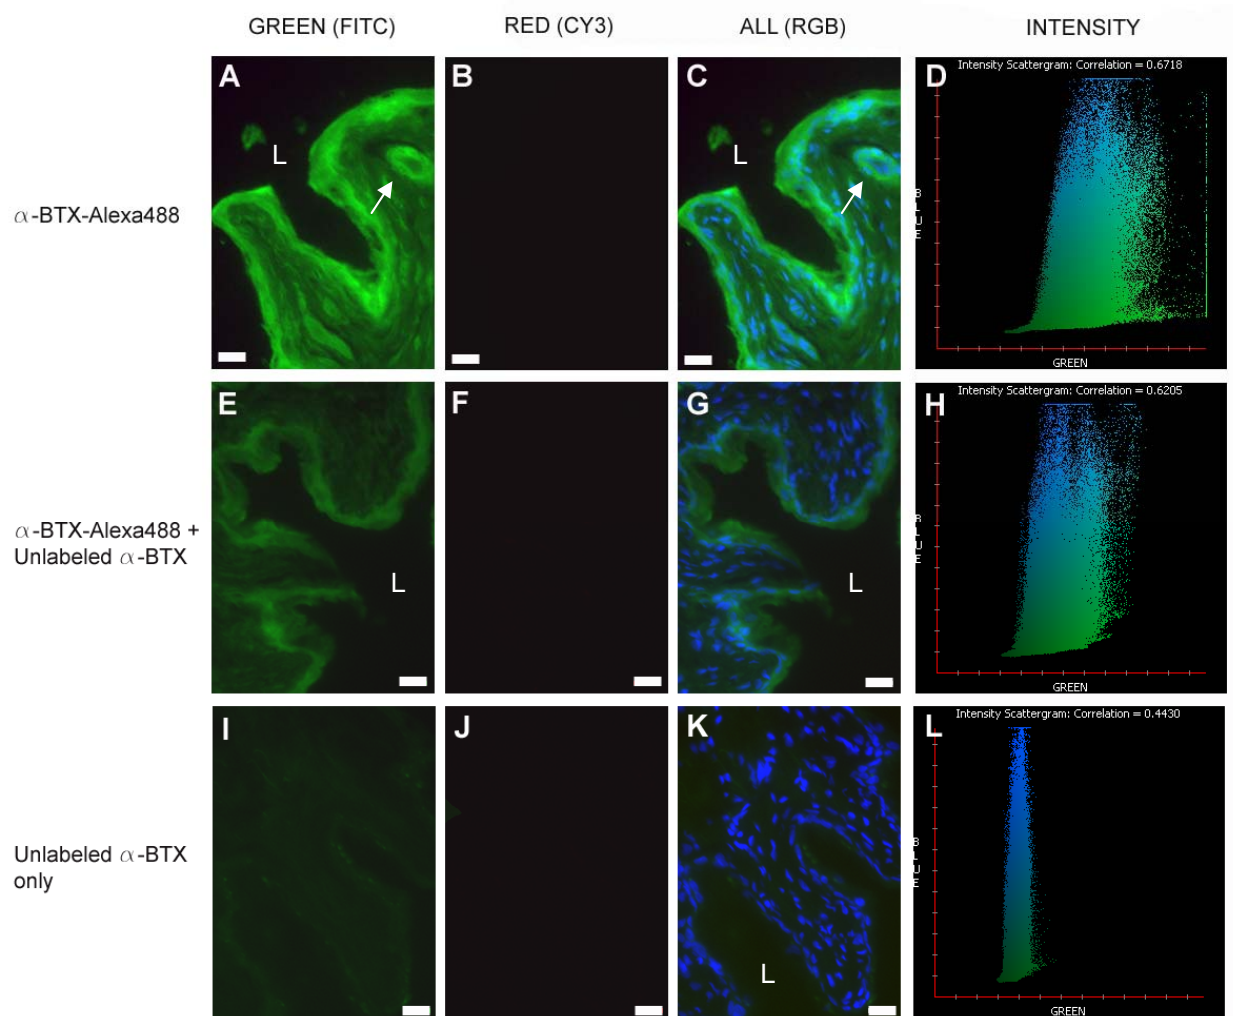 GREEN (FITC) RED (CY3) ALL (RGB) INTENSITY
α-BTX-Alexa488
A
L
B
C
L
D
Intensity Scattergram: Correlation = 0.6718
BLUE
GREEN
α-BTX-Alexa488 +
Unlabeled α-BTX
E
L
F
G
L
H
Intensity Scattergram: Correlation = 0.6205
BLUE
GREEN
Unlabeled α-BTX
only
I
J
K
L
L
Intensity Scattergram: Correlation = 0.4430
BLUE
GREEN